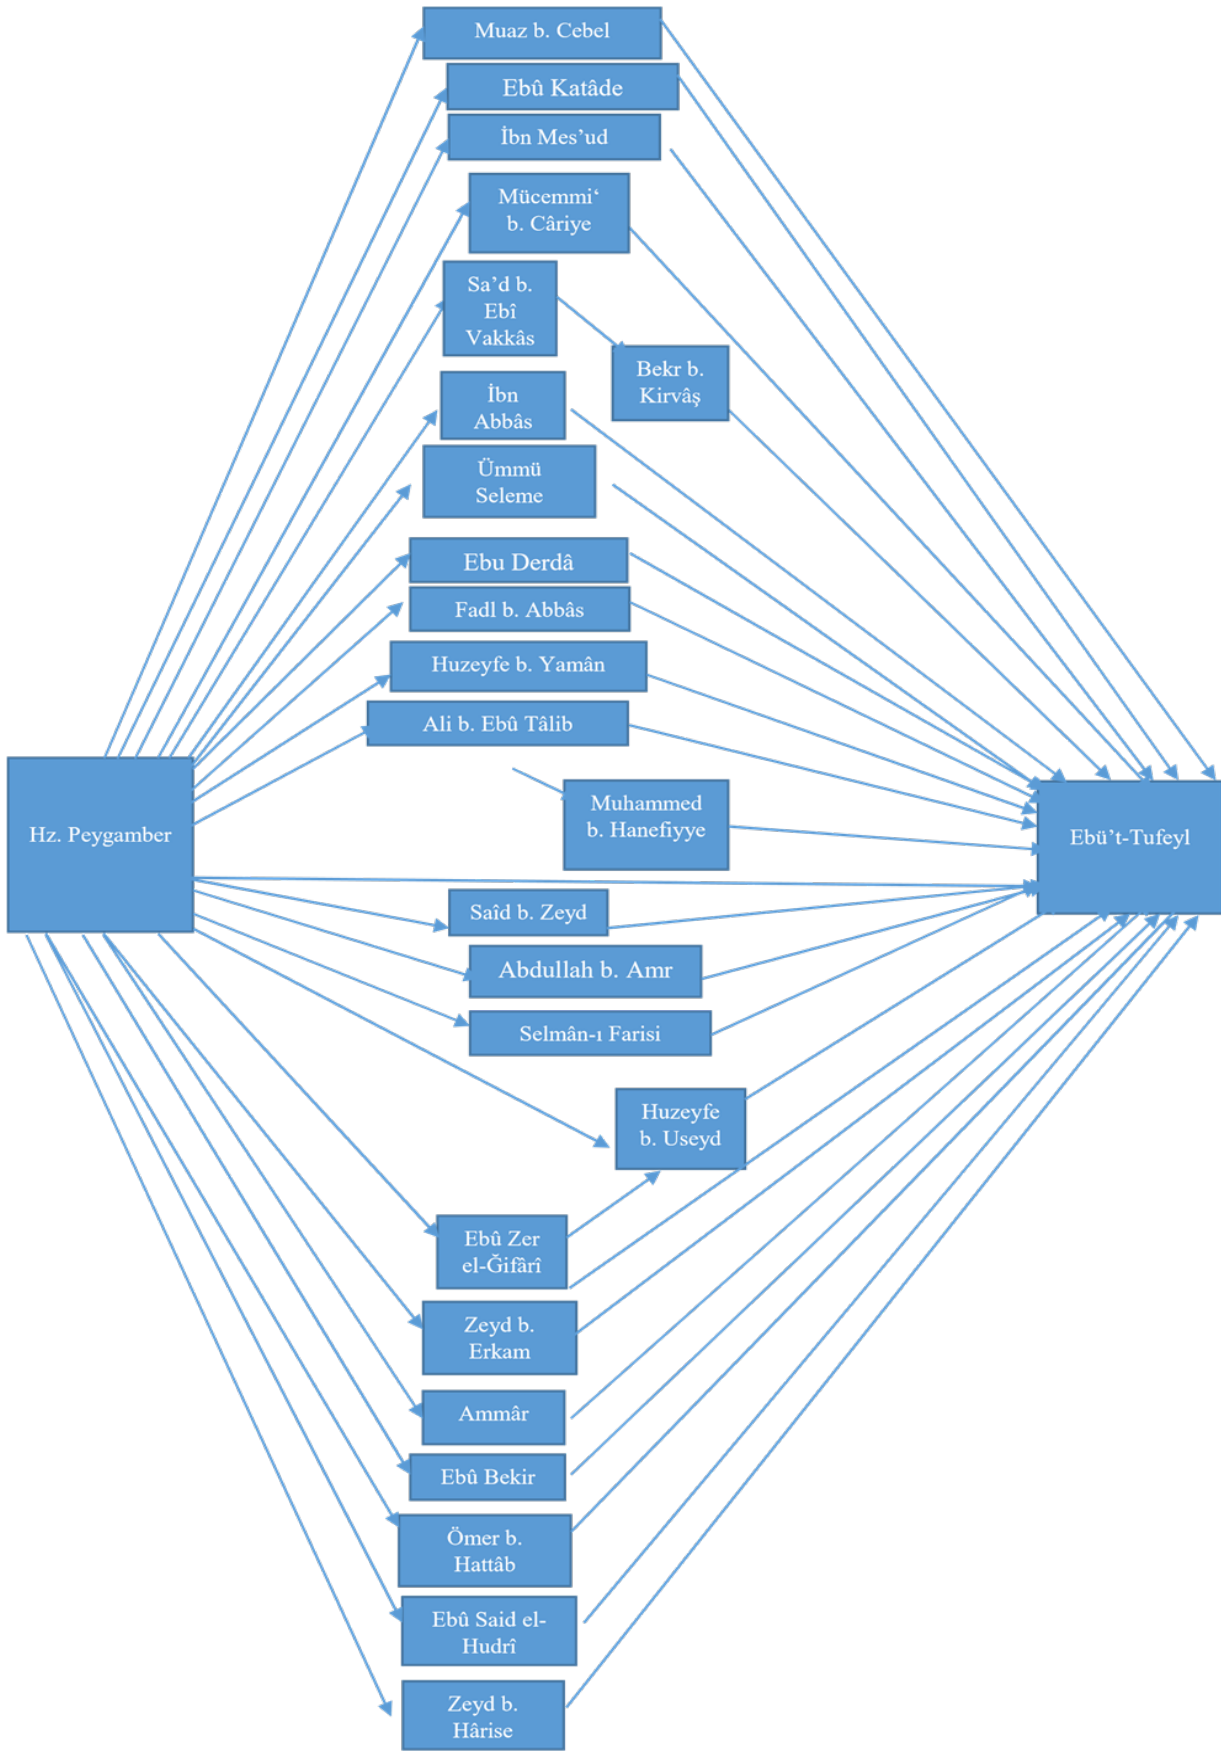 Muaz b. Cebel
Ebû Katâde
İbn Mes’ud
Mücemmi‘
b. Câriye
Sa’d b.
Ebî
Vakkâs
Bekr b.
Kirvâş
İbn
Abbâs
Ümmü
Seleme
Ebu Derdâ
Fadl b. Abbâs
Huzeyfe b. Yamân
Ali b. Ebû Tâlib
Muhammed
b. Hanefiyye
Hz. Peygamber
Ebü’t-Tufeyl
Saîd b. Zeyd
Abdullah b. Amr
Selmân-ı Farisi
Huzeyfe
b. Useyd
Ebû Zer
el-Ğifârî
Zeyd b.
Erkam
Ammâr
Ebû Bekir
Ömer b.
Hattâb
Ebû Said el-
Hudrî
Zeyd b.
Hârise